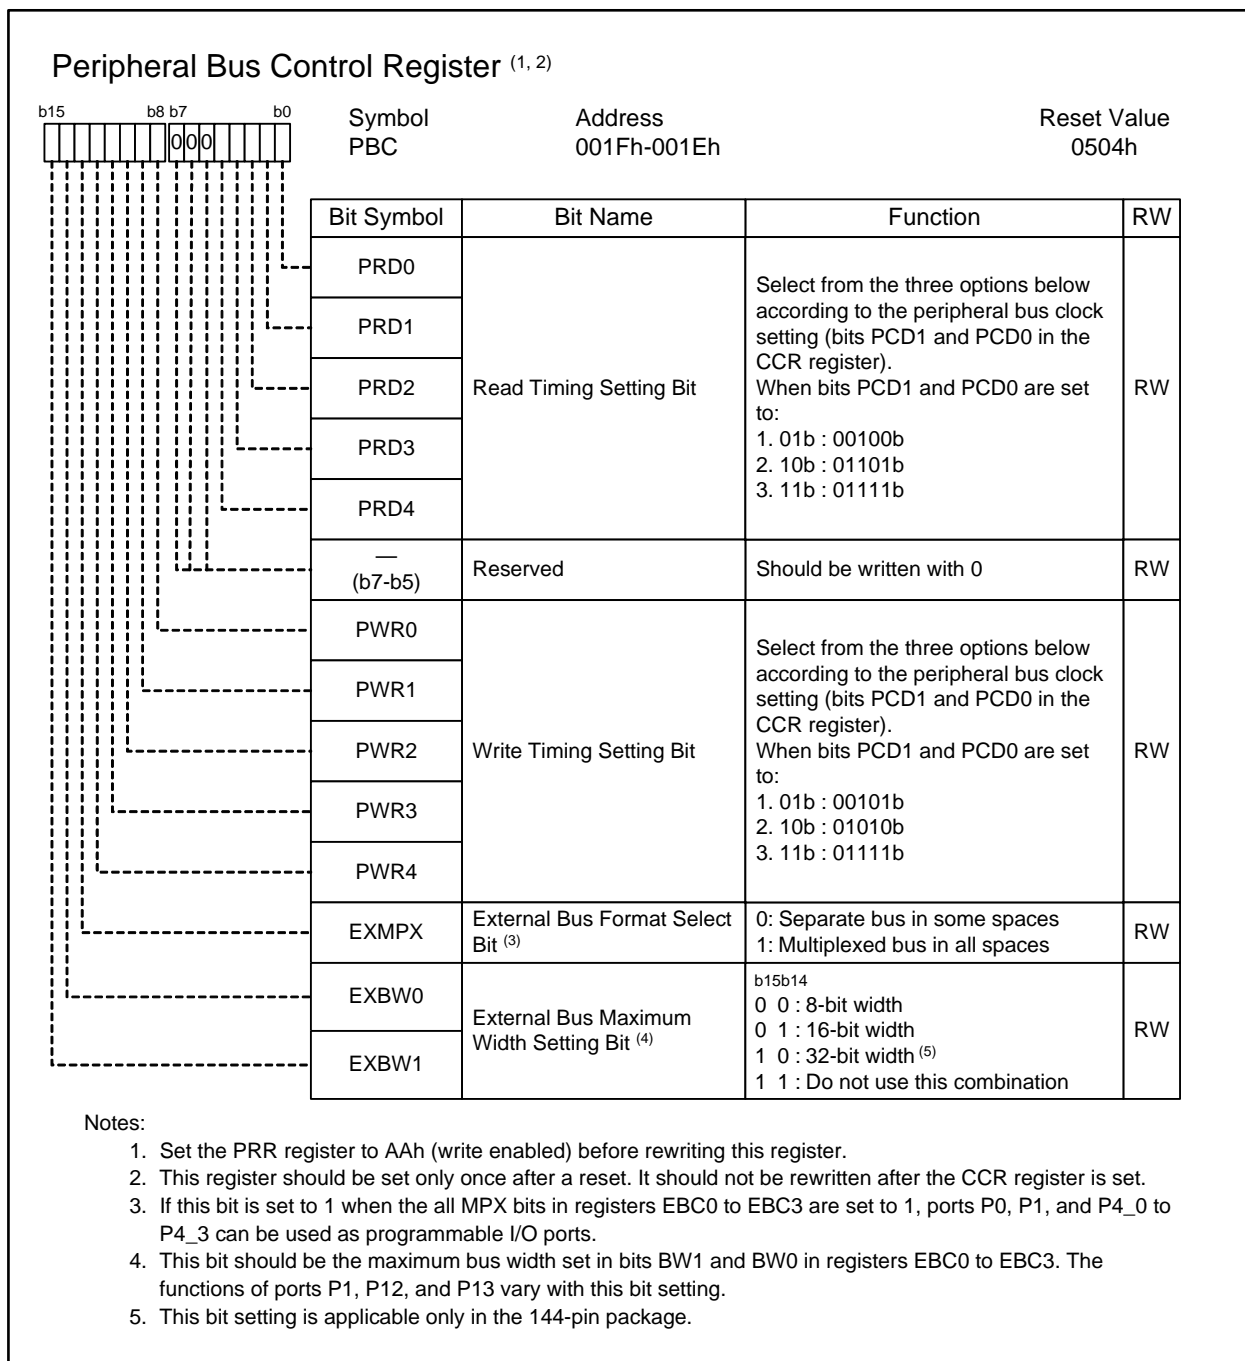 Peripheral Bus Control Register (1, 2)
b15 b8 b7 b0
0 0 0
Symbol Address Reset Value
PBC 001Fh-001Eh 0504h
Bit Symbol Bit Name Function RW
PRD0
PRD1
PRD2
PRD3
PRD4
Read Timing Setting Bit
Select from the three options below
according to the peripheral bus clock
setting (bits PCD1 and PCD0 in the
CCR register).
When bits PCD1 and PCD0 are set
to:
1. 01b : 00100b
2. 10b : 01101b
3. 11b : 01111b
RW
—
(b7-b5)
Reserved
Should be written with 0
RW
PWR0
PWR1
PWR2
PWR3
PWR4
Write Timing Setting Bit
Select from the three options below
according to the peripheral bus clock
setting (bits PCD1 and PCD0 in the
CCR register).
When bits PCD1 and PCD0 are set
to:
1. 01b : 00101b
2. 10b : 01010b
3. 11b : 01111b
RW
EXMPX
External Bus Format Select
Bit (3)
0: Separate bus in some spaces
1: Multiplexed bus in all spaces
RW
EXBW0
EXBW1
External Bus Maximum
Width Setting Bit (4)
b15b14
0 0 : 8-bit width
0 1 : 16-bit width
1 0 : 32-bit width (5)
1 1 : Do not use this combination
RW
Notes:
1. Set the PRR register to AAh (write enabled) before rewriting this register.
2. This register should be set only once after a reset. It should not be rewritten after the CCR register is set.
3. If this bit is set to 1 when the all MPX bits in registers EBC0 to EBC3 are set to 1, ports P0, P1, and P4_0 to
P4_3 can be used as programmable I/O ports.
4. This bit should be the maximum bus width set in bits BW1 and BW0 in registers EBC0 to EBC3. The
functions of ports P1, P12, and P13 vary with this bit setting.
5. This bit setting is applicable only in the 144-pin package.